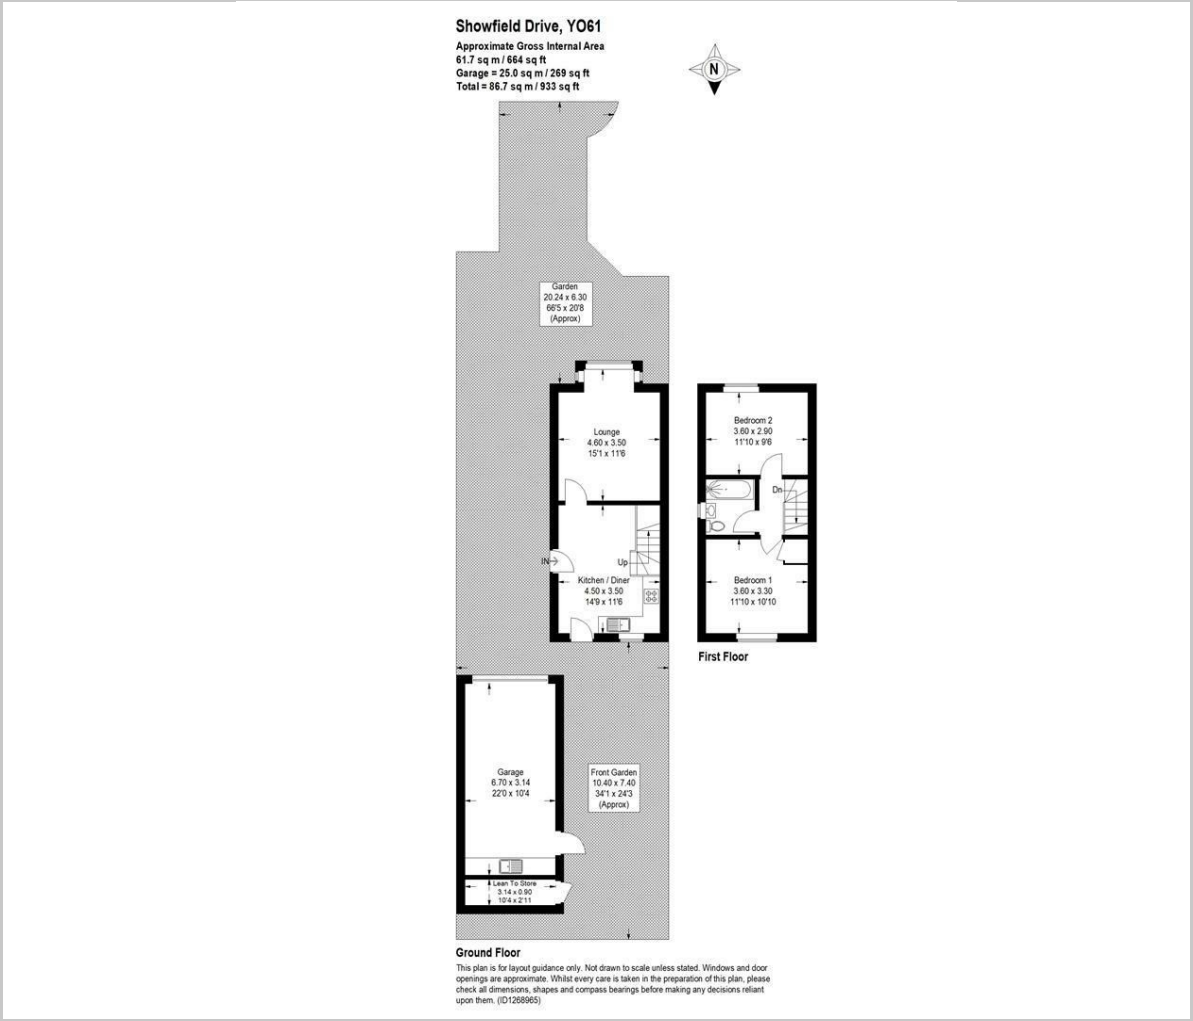 Showfield Drive, YO61
Approximate Gross Internal Area
61.7 sq m / 664 sq ft
Garage = 25.0 sq m / 269 sq ft
Total = 86.7 sq m / 933 sq ft
N
Garden
20.24 x 6.30
66'5 x 20'8
(Approx)
Lounge
4.60 x 3.50
15'1 x 11'6
IN
Up
Kitchen / Diner
4.50 x 3.50
14'9 x 11'6
Bedroom 2
3.60 x 2.90
11'10 x 9'6
Dn
Bedroom 1
3.60 x 3.30
11'10 x 10'10
First Floor
Garage
6.70 x 3.14
22'0 x 10'4
Front Garden
10.40 x 7.40
34'1 x 24'3
(Approx)
Lean To Store
3.14 x 0.90
10'4 x 2'11
Ground Floor
This plan is for layout guidance only. Not drawn to scale unless stated. Windows and door
openings are approximate. Whilst every care is taken in the preparation of this plan, please
check all dimensions, shapes and compass bearings before making any decisions reliant
upon them. (ID1268965)